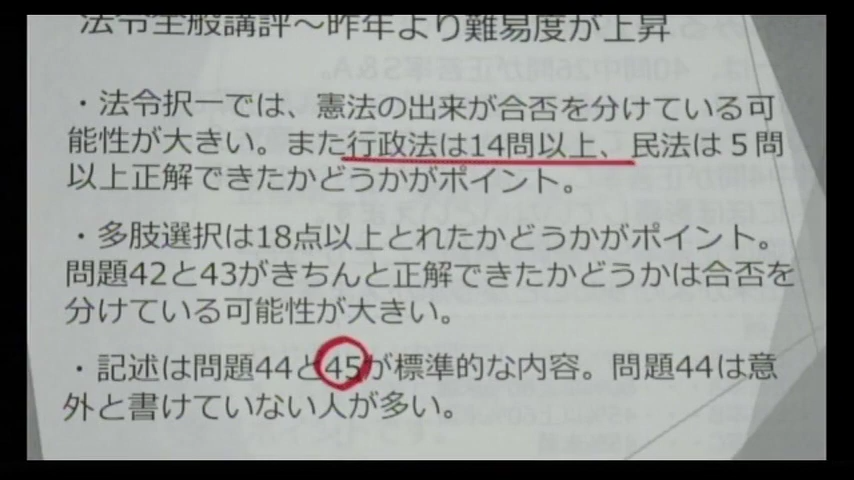 法令全般講評～昨年より難易度が上昇
・法令択一では、憲法の出来が合否を分けている可
能性が大きい。また行政法は14問以上、民法は５問
以上正解できたかどうかがポイント。
・多肢選択は18点以上とれたかどうかがポイント。
問題42と43がきちんと正解できたかどうかは合否を
分けている可能性が大きい。
・記述は問題44と45が標準的な内容。問題44は意
外と書けていない人が多い。